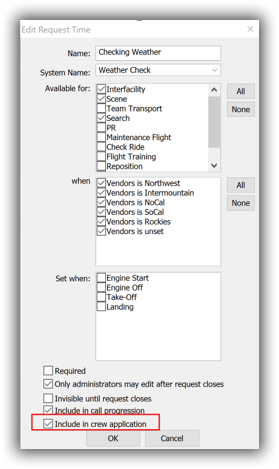 Edit Request Time
Name: Checking Weather
System Name: Weather Check
Available for: Interfacility All
Scene
Team Transport None
Search
PR
Maintenance Flight
Check Ride
Flight Training
Reposition
when Vendors is Northwest All
Vendors is Intermountain
Vendors is NoCal None
Vendors is SoCal
Vendors is Rockies
Vendors is unset
Set when: Engine Start
Engine Off
Take-Off
Landing
Required
Only administrators may edit after request closes
Invisible until request closes
Include in call progression
Include in crew application
OK Cancel